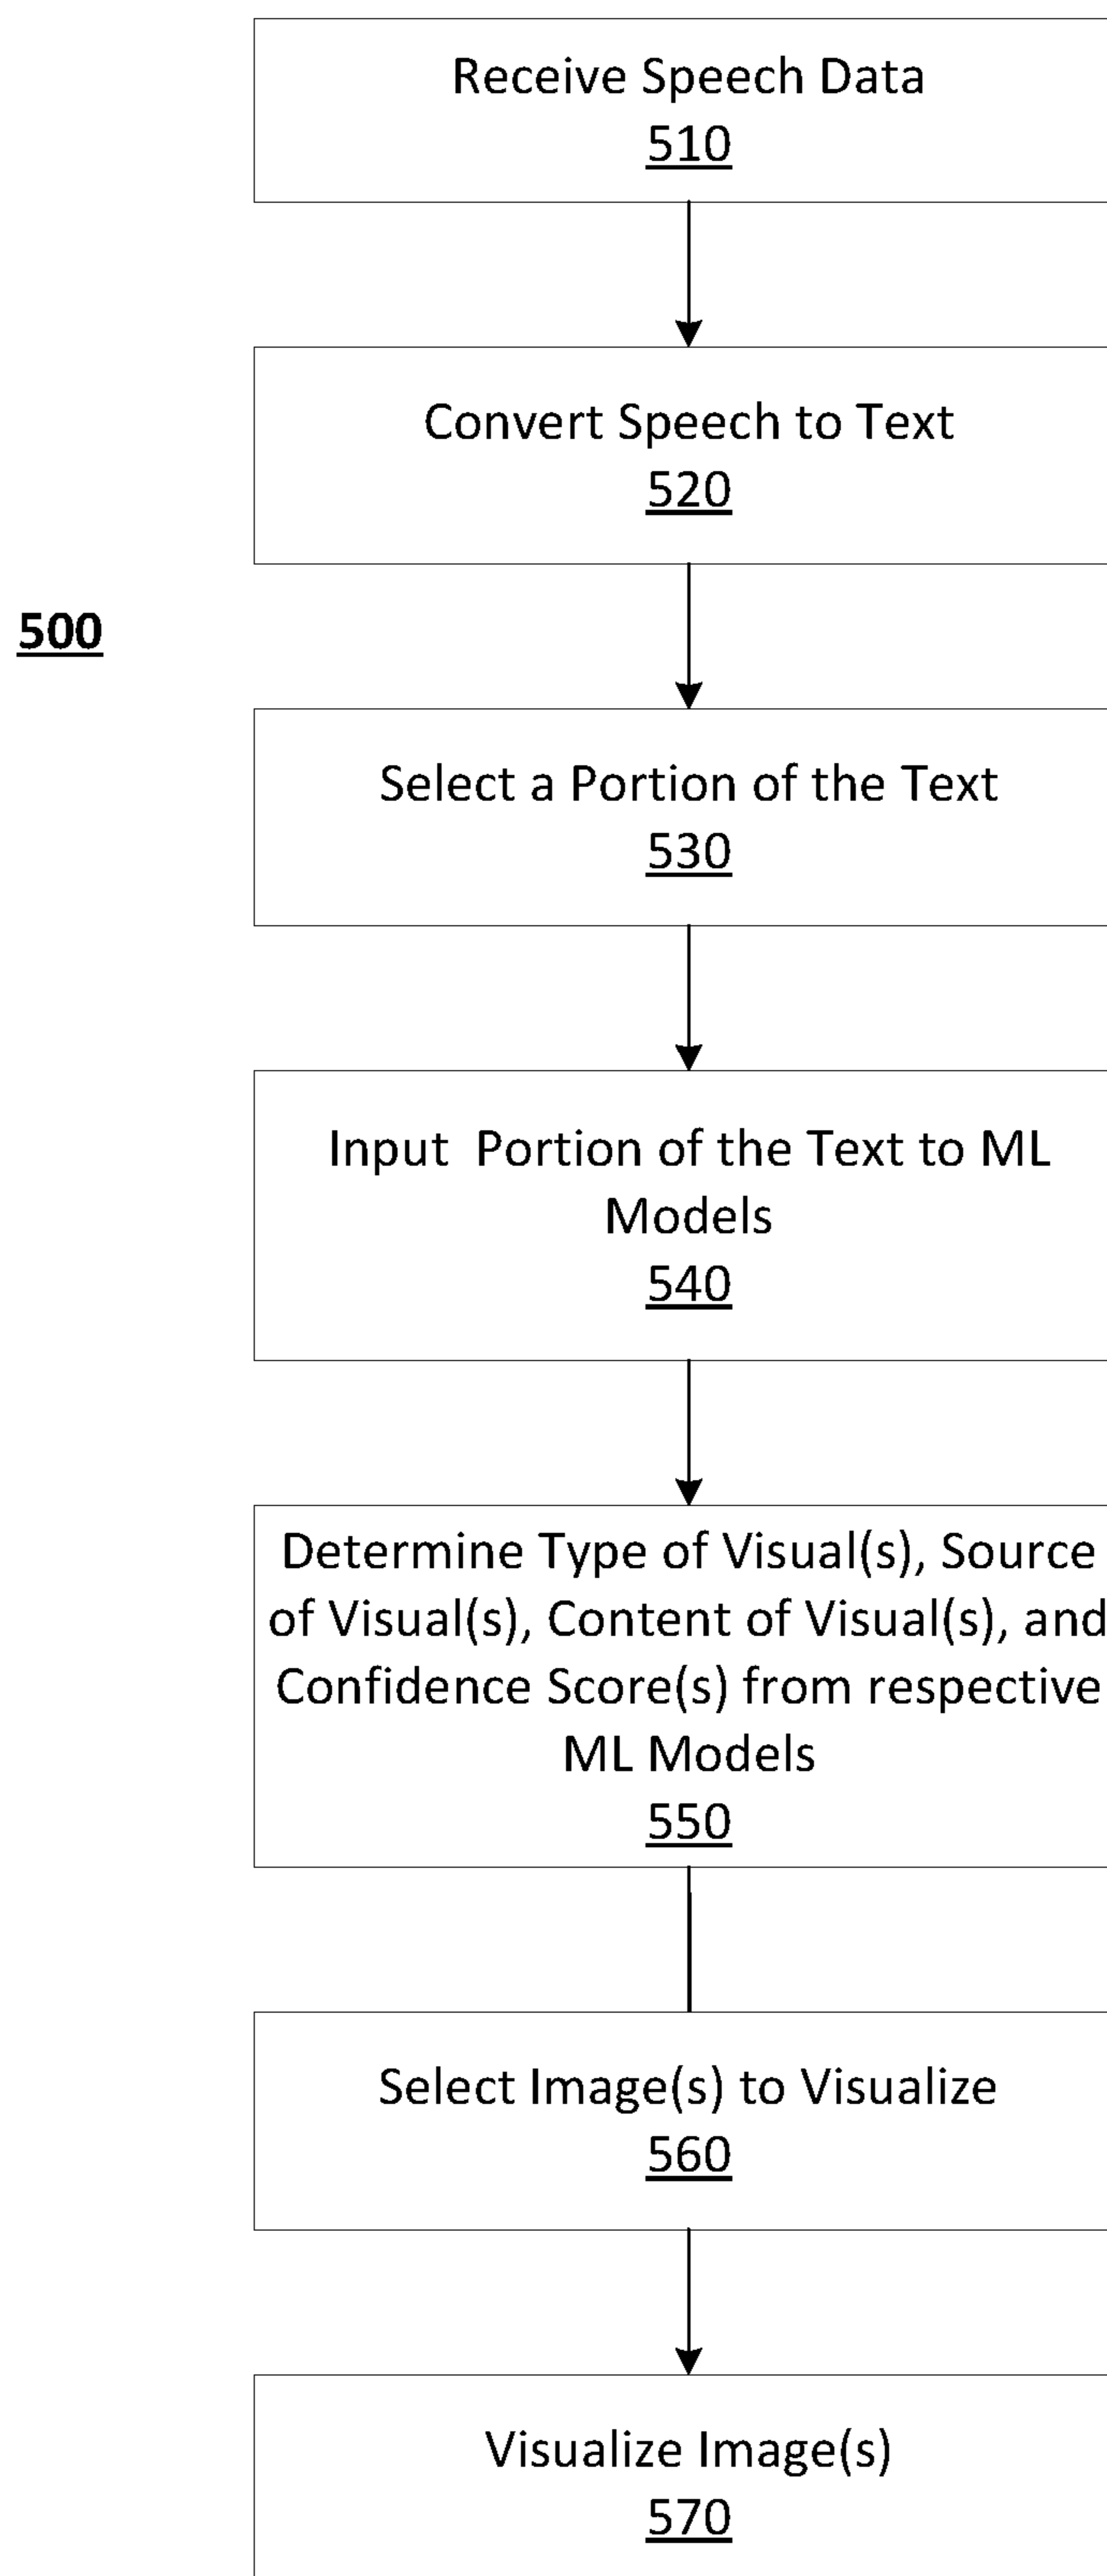 Receive Speech Data
510
Convert Speech to Text
520
500
Select a Portion of the Text
530
Input  Portion of the Text to ML
Models
540
Determine Type of Visual(s), Source
of Visual(s), Content of Visual(s), and
Confidence Score(s) from respective
ML Models
550
Select Image(s) to Visualize
560
Visualize Image(s)
570